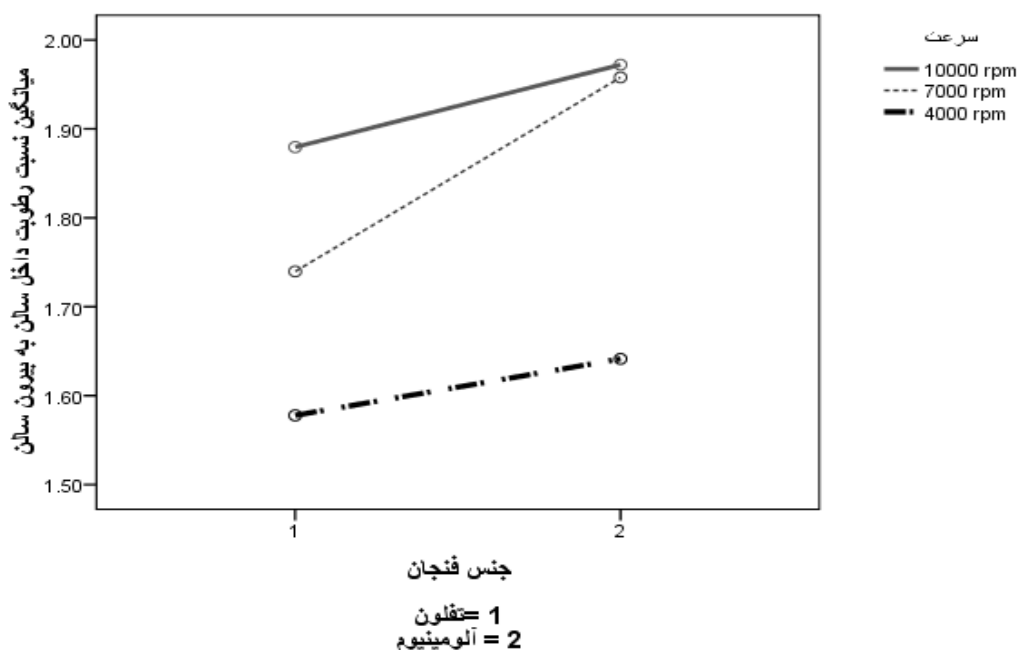 میانگین نسبت رطوبت داخل سالن به بیرون سالن
2.00
1.90
1.80
1.70
1.60
1.50
1
2
جنس فنجان
1 =تفلون
2 = آلومینیوم
سرعت
10000 rpm
7000 rpm
4000 rpm